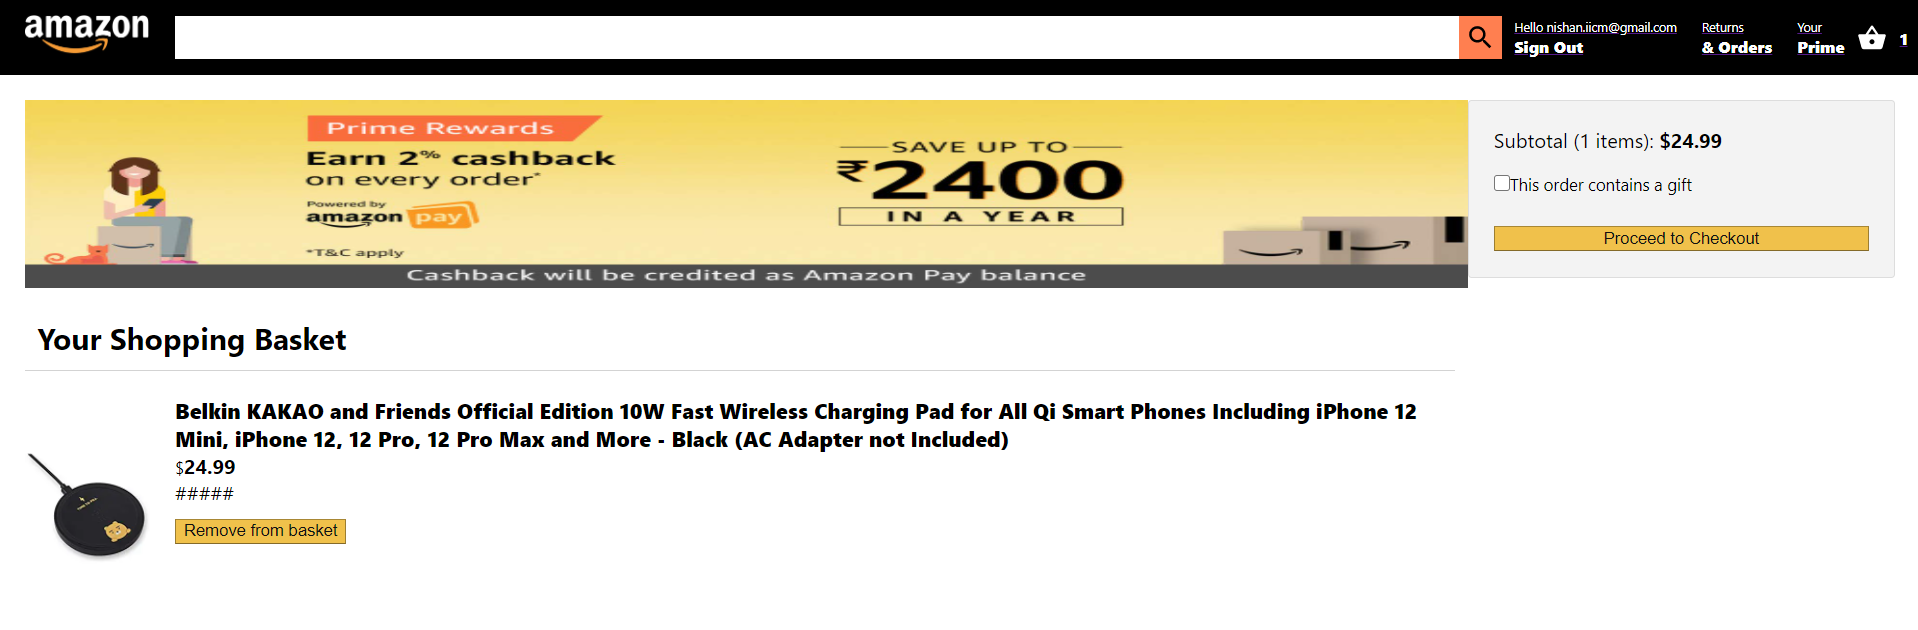 amazon
Hello nishan.iicm@gmail.com
Sign Out
Returns
& Orders
Your
Prime
1
Prime Rewards
Earn 2% cashback
on every order*
Powered by
amazon pay
*T&C apply
SAVE UP TO
₹2400
IN A YEAR
Cashback will be credited as Amazon Pay balance
Subtotal (1 items): $24.99
This order contains a gift
Proceed to Checkout
Your Shopping Basket
Belkin KAKAO and Friends Official Edition 10W Fast Wireless Charging Pad for All Qi Smart Phones Including iPhone 12
Mini, iPhone 12, 12 Pro, 12 Pro Max and More - Black (AC Adapter not Included)
$24.99
#####
Remove from basket